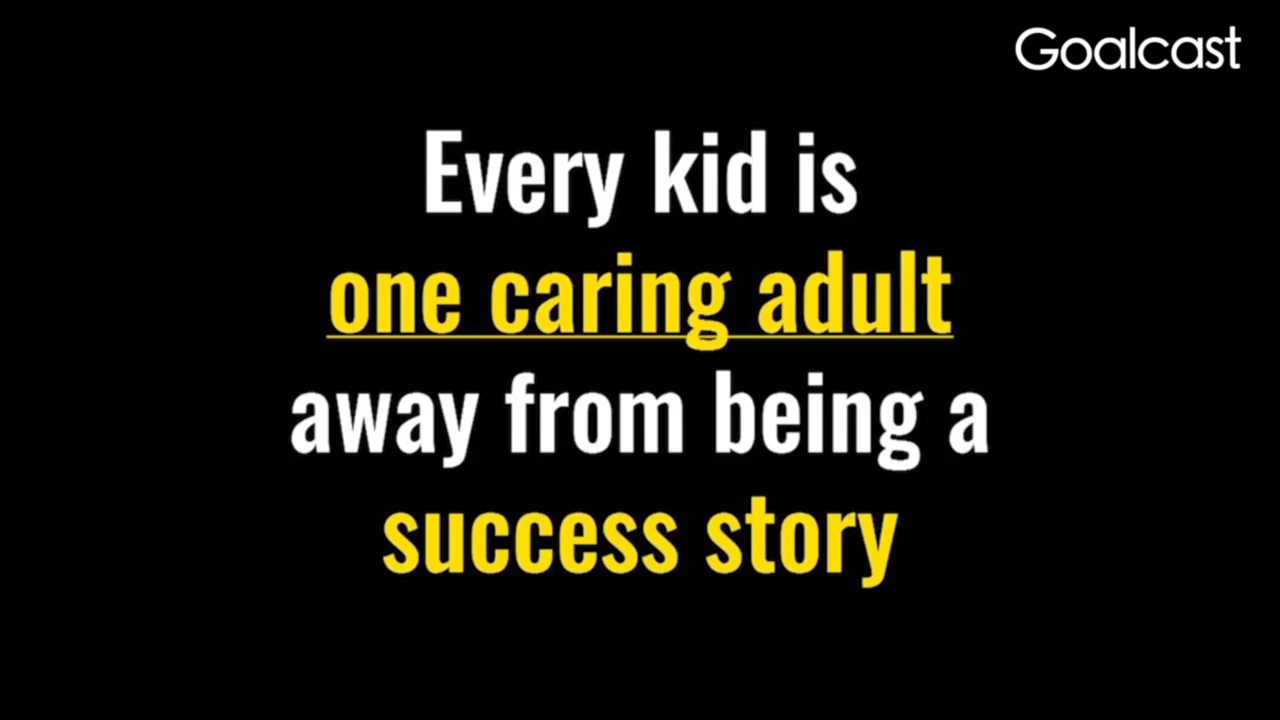 Goalcast
Every kid is
one caring adult
away from being a
success story